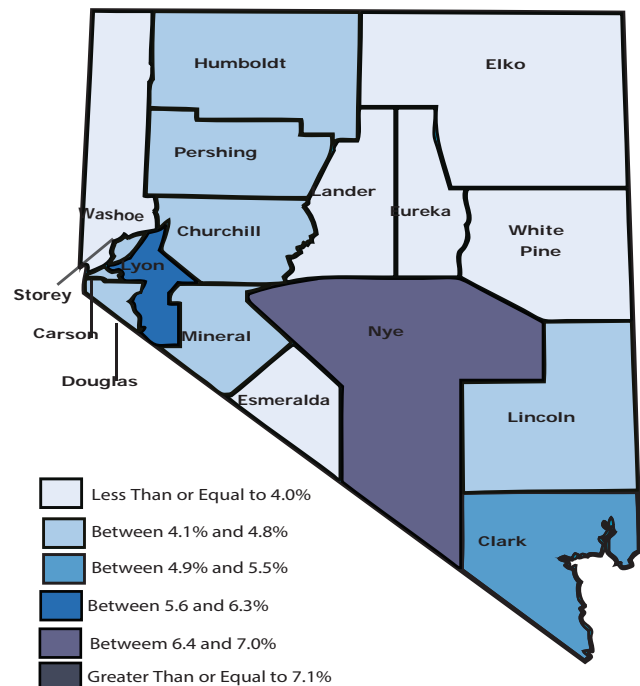 Humboldt
Elko
Pershing
Lander
Washoe
Eureka
Churchill
White
Pine
Lyon
Storey
Carson
Mineral
Nye
Douglas
Esmeralda
Lincoln
Clark
Less Than or Equal to 4.0%
Between 4.1% and 4.8%
Between 4.9% and 5.5%
Between 5.6 and 6.3%
Betweem 6.4 and 7.0%
Greater Than or Equal to 7.1%